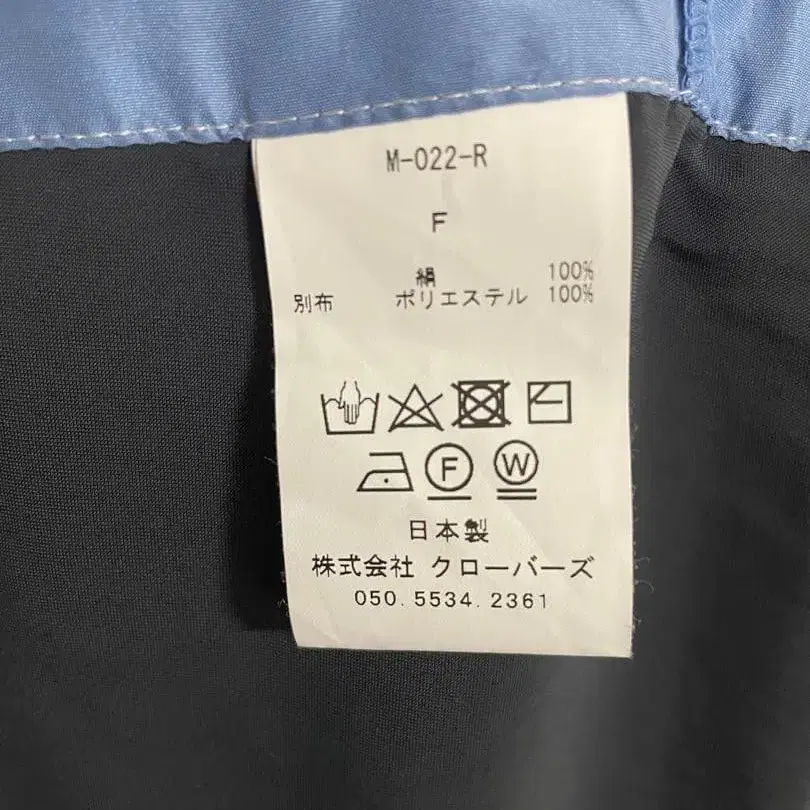 M-022-R
F
絹 100%
別布 ポリエステル 100%
F W
日本製
株式会社 クローバーズ
050.5534.2361